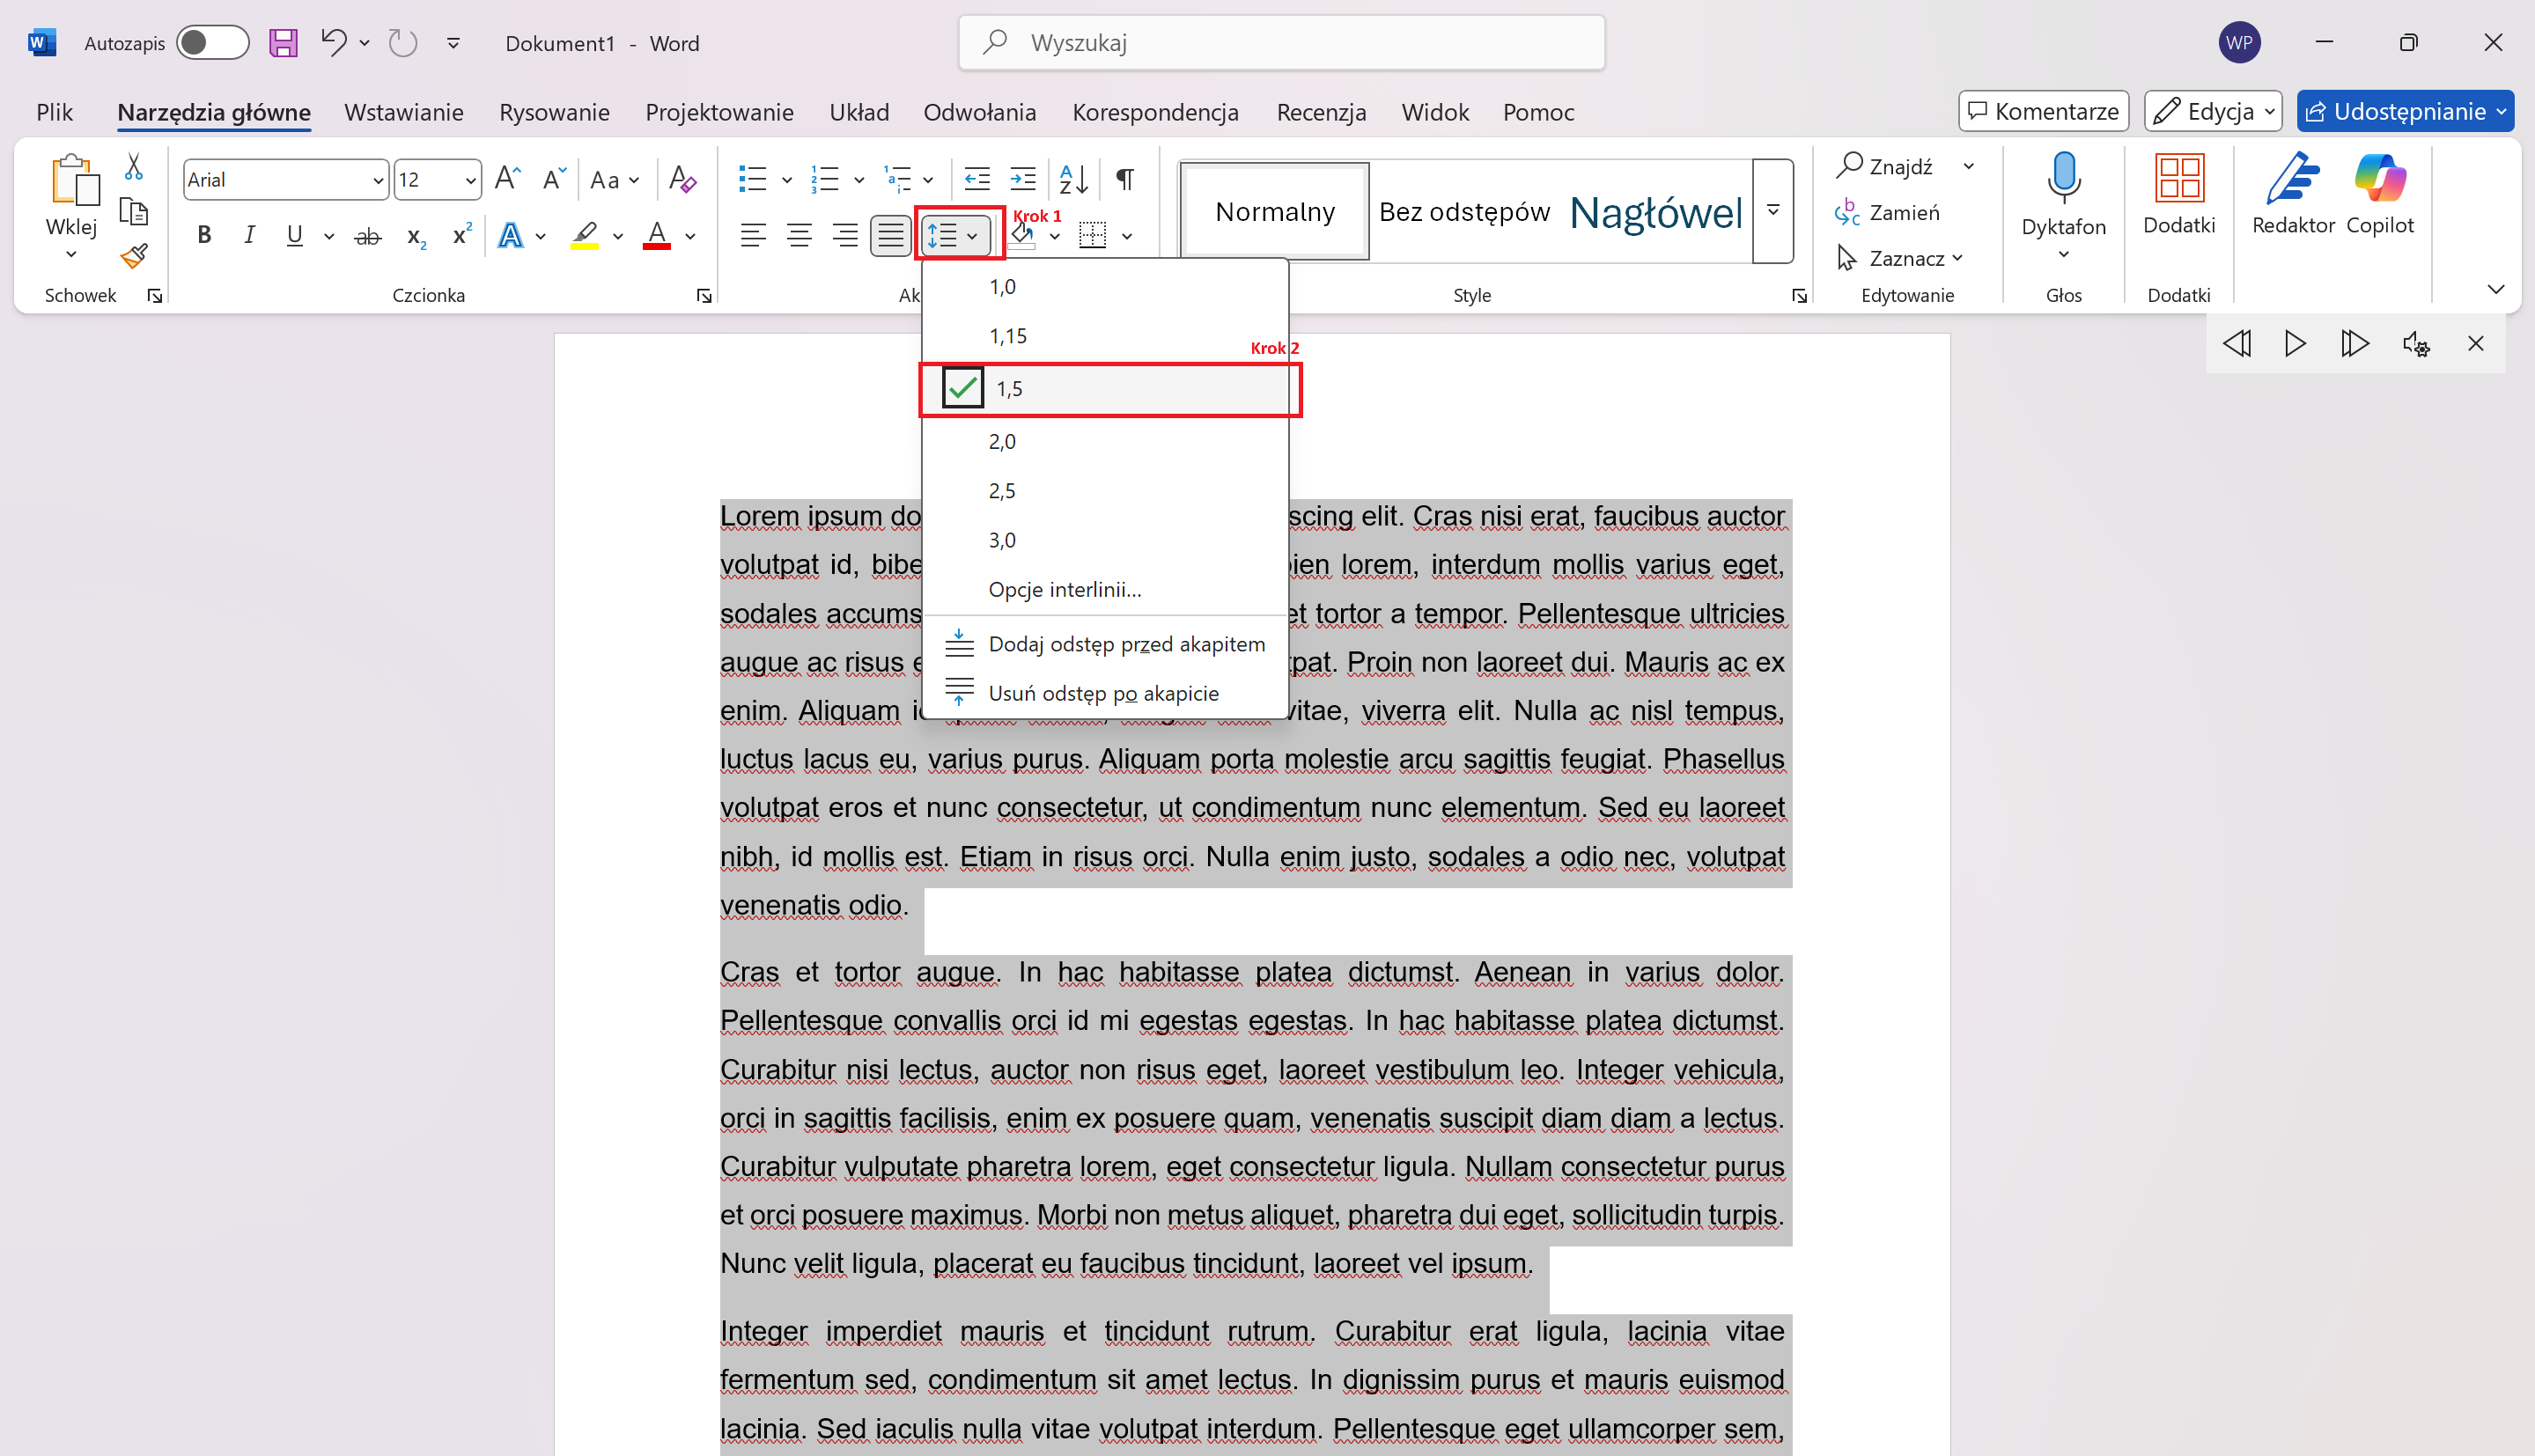 W Autozapis Dokument1 - Word Wyszukaj WP
Plik Narzędzia główne Wstawianie Rysowanie Projektowanie Układ Odwołania Korespondencja Recenzja Widok Pomoc Komentarze Edycja Udostępnianie
Wklej
Schowek
Arial 12 Aa
B I U ab x₂ x² A A
Czcionka
Krok 1
Ak
Normalny Bez odstępów Nagłówel
Style
Znajdź
Zamień
Zaznacz
Edytowanie
Dyktafon
Głos
Dodatki
Dodatki
Redaktor Copilot
1,0
1,15
Krok 2
1,5
2,0
2,5
3,0
Opcje interlinii...
Dodaj odstęp przed akapitem
Usuń odstęp po akapicie
Lorem ipsum do scing elit. Cras nisi erat, faucibus auctor
volutpat id, bibe ien lorem, interdum mollis varius eget,
sodales accums et tortor a tempor. Pellentesque ultricies
augue ac risus e tpat. Proin non laoreet dui. Mauris ac ex
enim. Aliquam vitae, viverra elit. Nulla ac nisl tempus,
luctus lacus eu, varius purus. Aliquam porta molestie arcu sagittis feugiat. Phasellus
volutpat eros et nunc consectetur, ut condimentum nunc elementum. Sed eu laoreet
nibh, id mollis est. Etiam in risus orci. Nulla enim justo, sodales a odio nec, volutpat
venenatis odio.
Cras et tortor augue. In hac habitasse platea dictumst. Aenean in varius dolor.
Pellentesque convallis orci id mi egestas egestas. In hac habitasse platea dictumst.
Curabitur nisi lectus, auctor non risus eget, laoreet vestibulum leo. Integer vehicula,
orci in sagittis facilisis, enim ex posuere quam, venenatis suscipit diam diam a lectus.
Curabitur vulputate pharetra lorem, eget consectetur ligula. Nullam consectetur purus
et orci posuere maximus. Morbi non metus aliquet, pharetra dui eget, sollicitudin turpis.
Nunc velit ligula, placerat eu faucibus tincidunt, laoreet vel ipsum.
Integer imperdiet mauris et tincidunt rutrum. Curabitur erat ligula, lacinia vitae
fermentum sed, condimentum sit amet lectus. In dignissim purus et mauris euismod
lacinia. Sed iaculis nulla vitae volutpat interdum. Pellentesque eget ullamcorper sem,